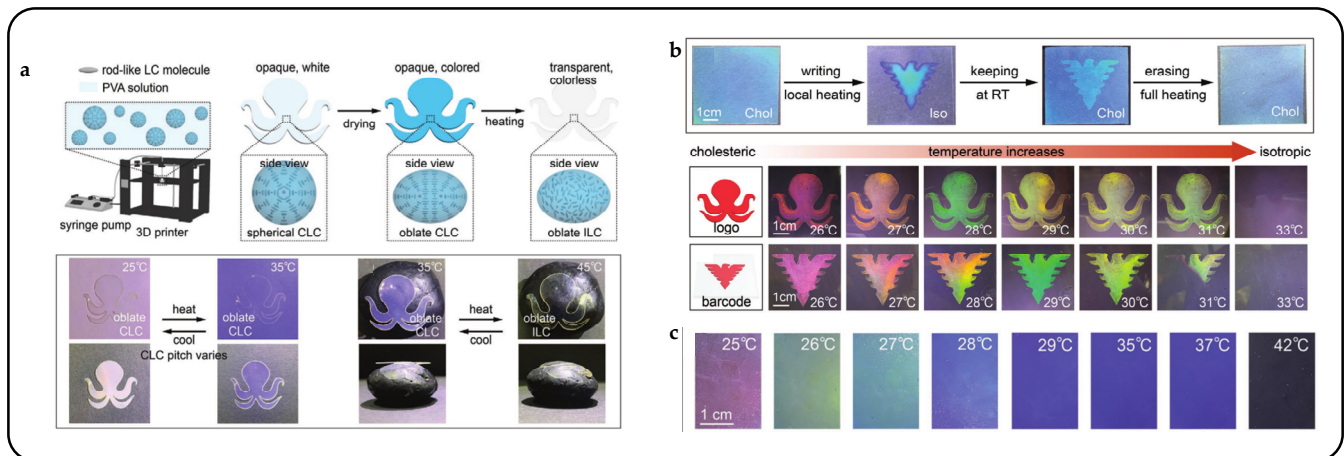 a
rod-like LC molecule
PVA solution
syringe pump
3D printer
opaque, white
drying
opaque, colored
heating
transparent,
colorless
side view
spherical CLC
side view
oblate CLC
side view
oblate ILC
25°C
oblate
CLC
heat
cool
CLC pitch varies
35°C
oblate
CLC
35°C
oblate
CLC
heat
cool
45°C
oblate
ILC
b
1cm
Chol
writing
local heating
Iso
keeping
at RT
Chol
erasing
full heating
Chol
cholesteric
temperature increases
isotropic
logo
1cm
26°C
27°C
28°C
29°C
30°C
31°C
33°C
barcode
1cm
26°C
27°C
28°C
29°C
30°C
31°C
33°C
c
25°C
1 cm
26°C
27°C
28°C
29°C
35°C
37°C
42°C